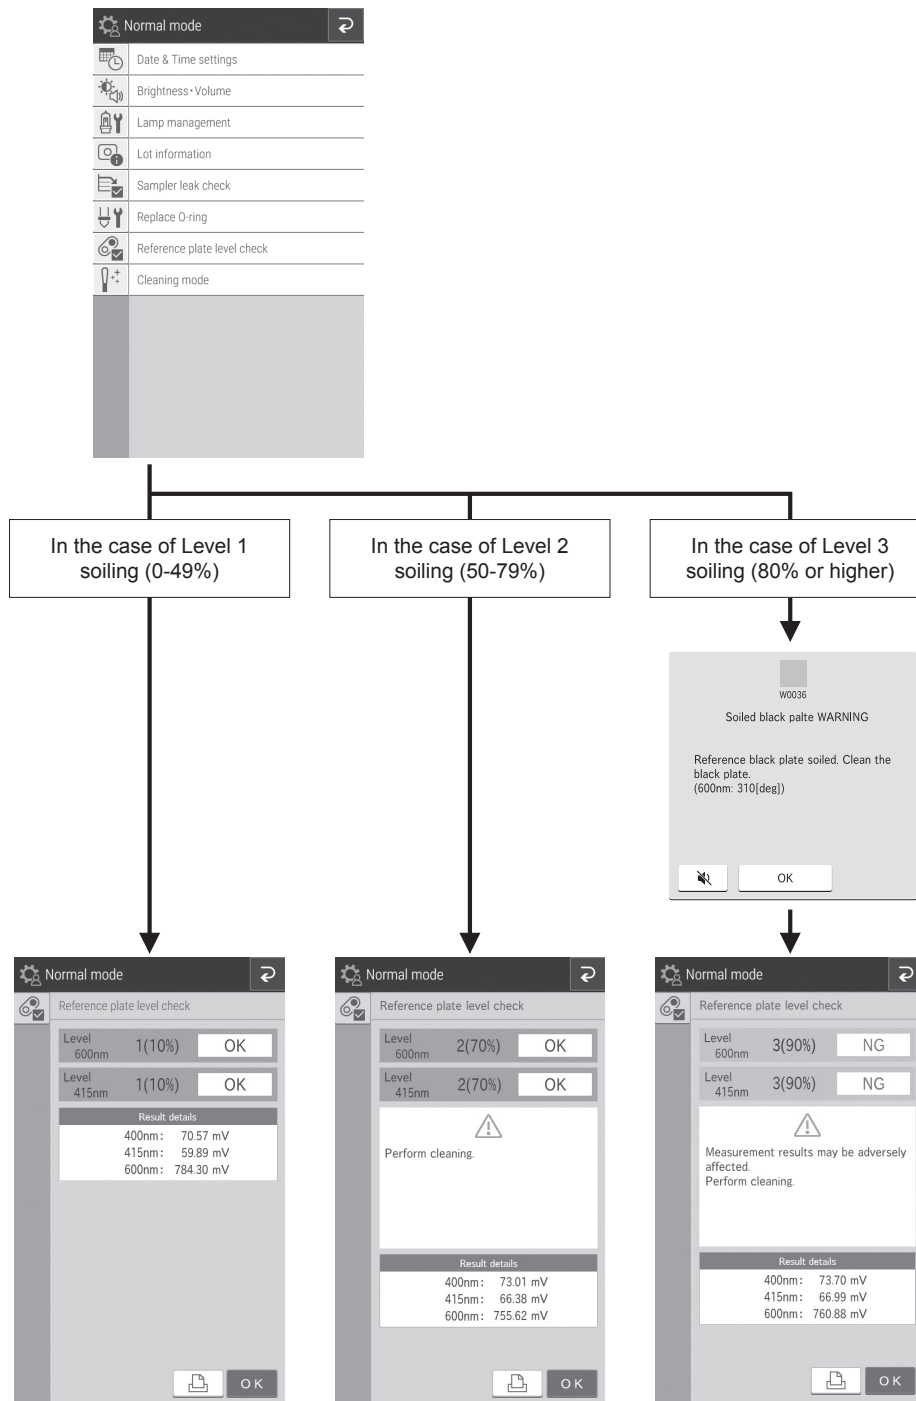 Normal mode
Date & Time settings
Brightness・Volume
Lamp management
Lot information
Sampler leak check
Replace O-ring
Reference plate level check
Cleaning mode
In the case of Level 1
soiling (0-49%)
In the case of Level 2
soiling (50-79%)
In the case of Level 3
soiling (80% or higher)
W0036
Soiled black palte WARNING
Reference black plate soiled. Clean the
black plate.
(600nm: 310[deg])
OK
Normal mode
Reference plate level check
Level
600nm 1(10%) OK
Level
415nm 1(10%) OK
Result details
400nm: 70.57 mV
415nm: 59.89 mV
600nm: 784.30 mV
OK
Normal mode
Reference plate level check
Level
600nm 2(70%) OK
Level
415nm 2(70%) OK
Perform cleaning.
Result details
400nm: 73.01 mV
415nm: 66.38 mV
600nm: 755.62 mV
OK
Normal mode
Reference plate level check
Level
600nm 3(90%) NG
Level
415nm 3(90%) NG
Measurement results may be adversely
affected.
Perform cleaning.
Result details
400nm: 73.70 mV
415nm: 66.99 mV
600nm: 760.88 mV
OK